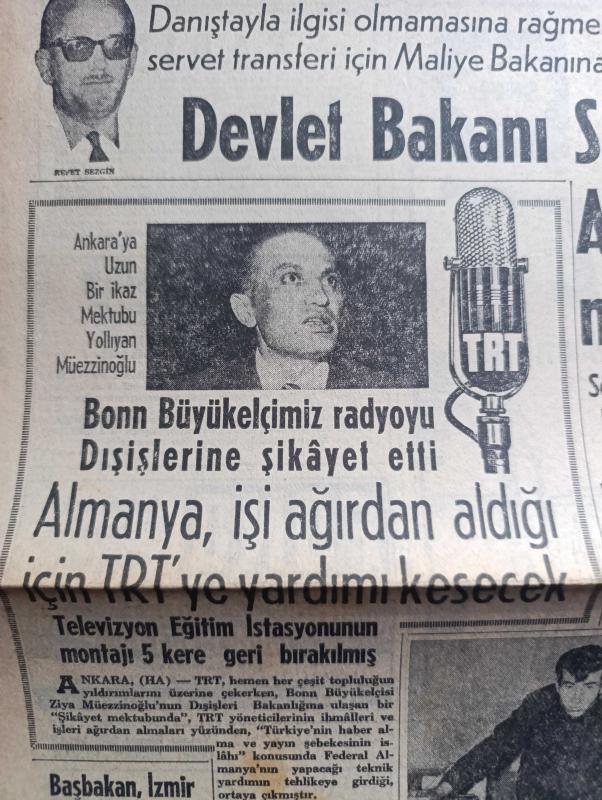 Danıştayla ilgisi olmamasına rağme
servet transferi için Maliye Bakanına
Devlet Bakanı S
REFET SEZGİN
Ankara'ya
Uzun
Bir ikaz
Mektubu
Yollıyan
Müezzinoğlu
TRT
Bonn Büyükelçimiz radyoyu
Dışişlerine şikâyet etti
Almanya, işi ağırdan aldığı
için TRT'ye yardımı kesecek
Televizyon Eğitim İstasyonunun
montajı 5 kere geri bırakılmış
ANKARA, (HA) — TRT, hemen her çeşit topluluğun
yıldırımlarını üzerine çekerken, Bonn Büyükelçisi
Ziya Müezzinoğlu'nun Dışişleri Bakanlığına ulaşan bir
"Şikâyet mektubunda", TRT yöneticilerinin ihmâlleri ve
işleri ağırdan almaları yüzünden, "Türkiye'nin haber al-
ma ve yayın şebekesinin is-
lâhı" konusunda Federal Al-
manya'nın yapacağı teknik
yardımın tehlikeye girdiği,
ortaya çıkmıştır.
Başbakan, İzmir